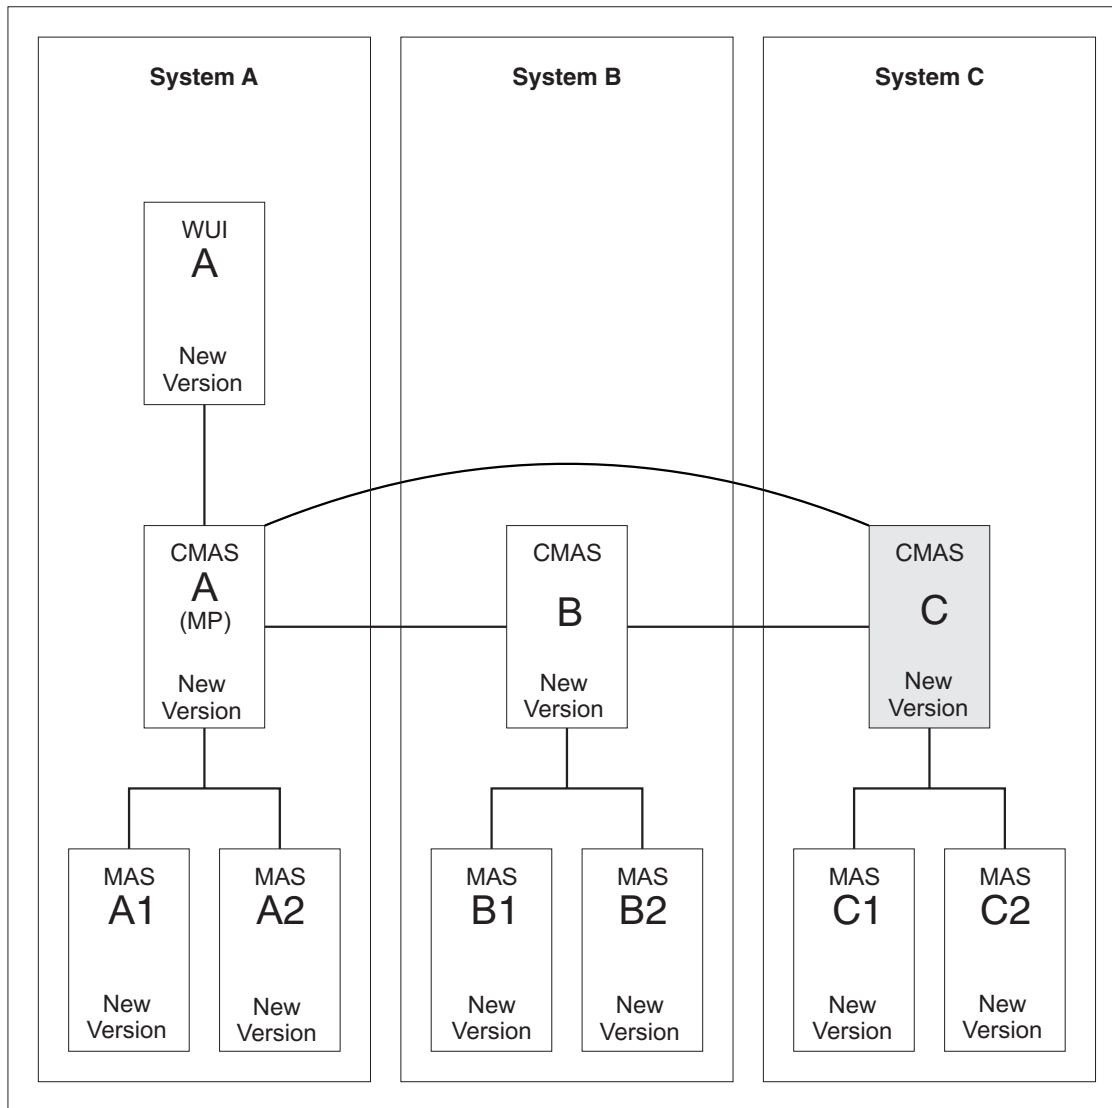 System A
System B
System C
WUI
A
New
Version
CMAS
A
(MP)
New
Version
CMAS
B
New
Version
CMAS
C
New
Version
MAS
A1
New
Version
MAS
A2
New
Version
MAS
B1
New
Version
MAS
B2
New
Version
MAS
C1
New
Version
MAS
C2
New
Version